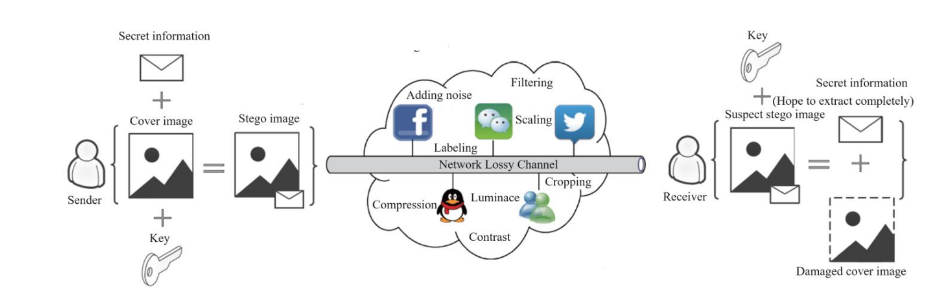 Secret information
Cover image
Stego image
Sender
Key
Filtering
Adding noise
Scaling
Labeling
Network Lossy Channel
Cropping
Compression
Luminace
Contrast
Key
Secret information
(Hope to extract completely)
Suspect stego image
Receiver
Damaged cover image